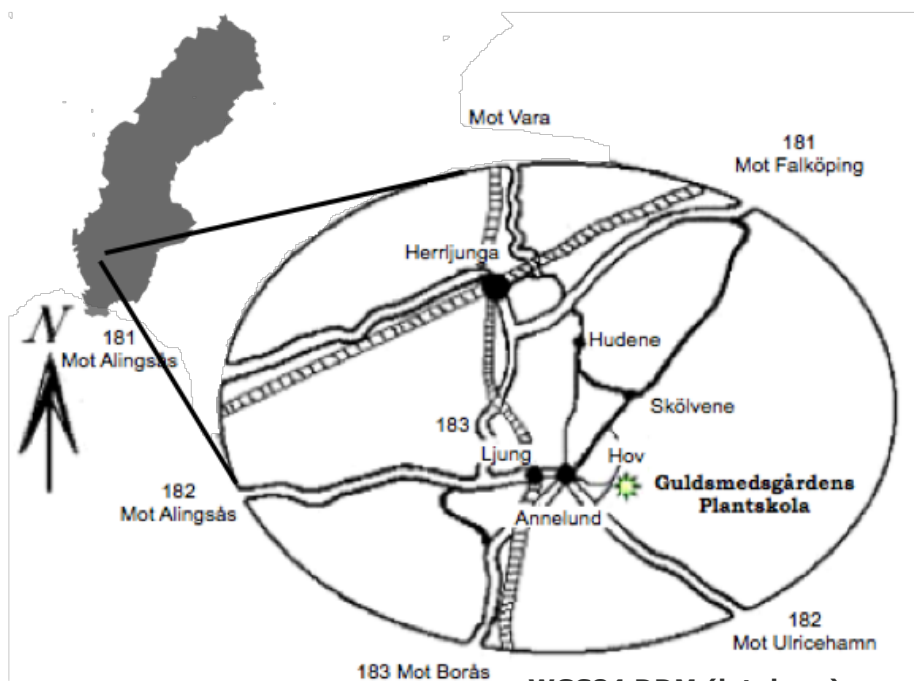 Mot Vara
181
Mot Falköping
Herrljunga
N
181
Mot Alingsås
Hudene
Skölvene
183
Ljung
Hov
Guldsmedsgårdens
Plantskola
182
Mot Alingsås
Annelund
182
Mot Ulricehamn
183 Mot Borås